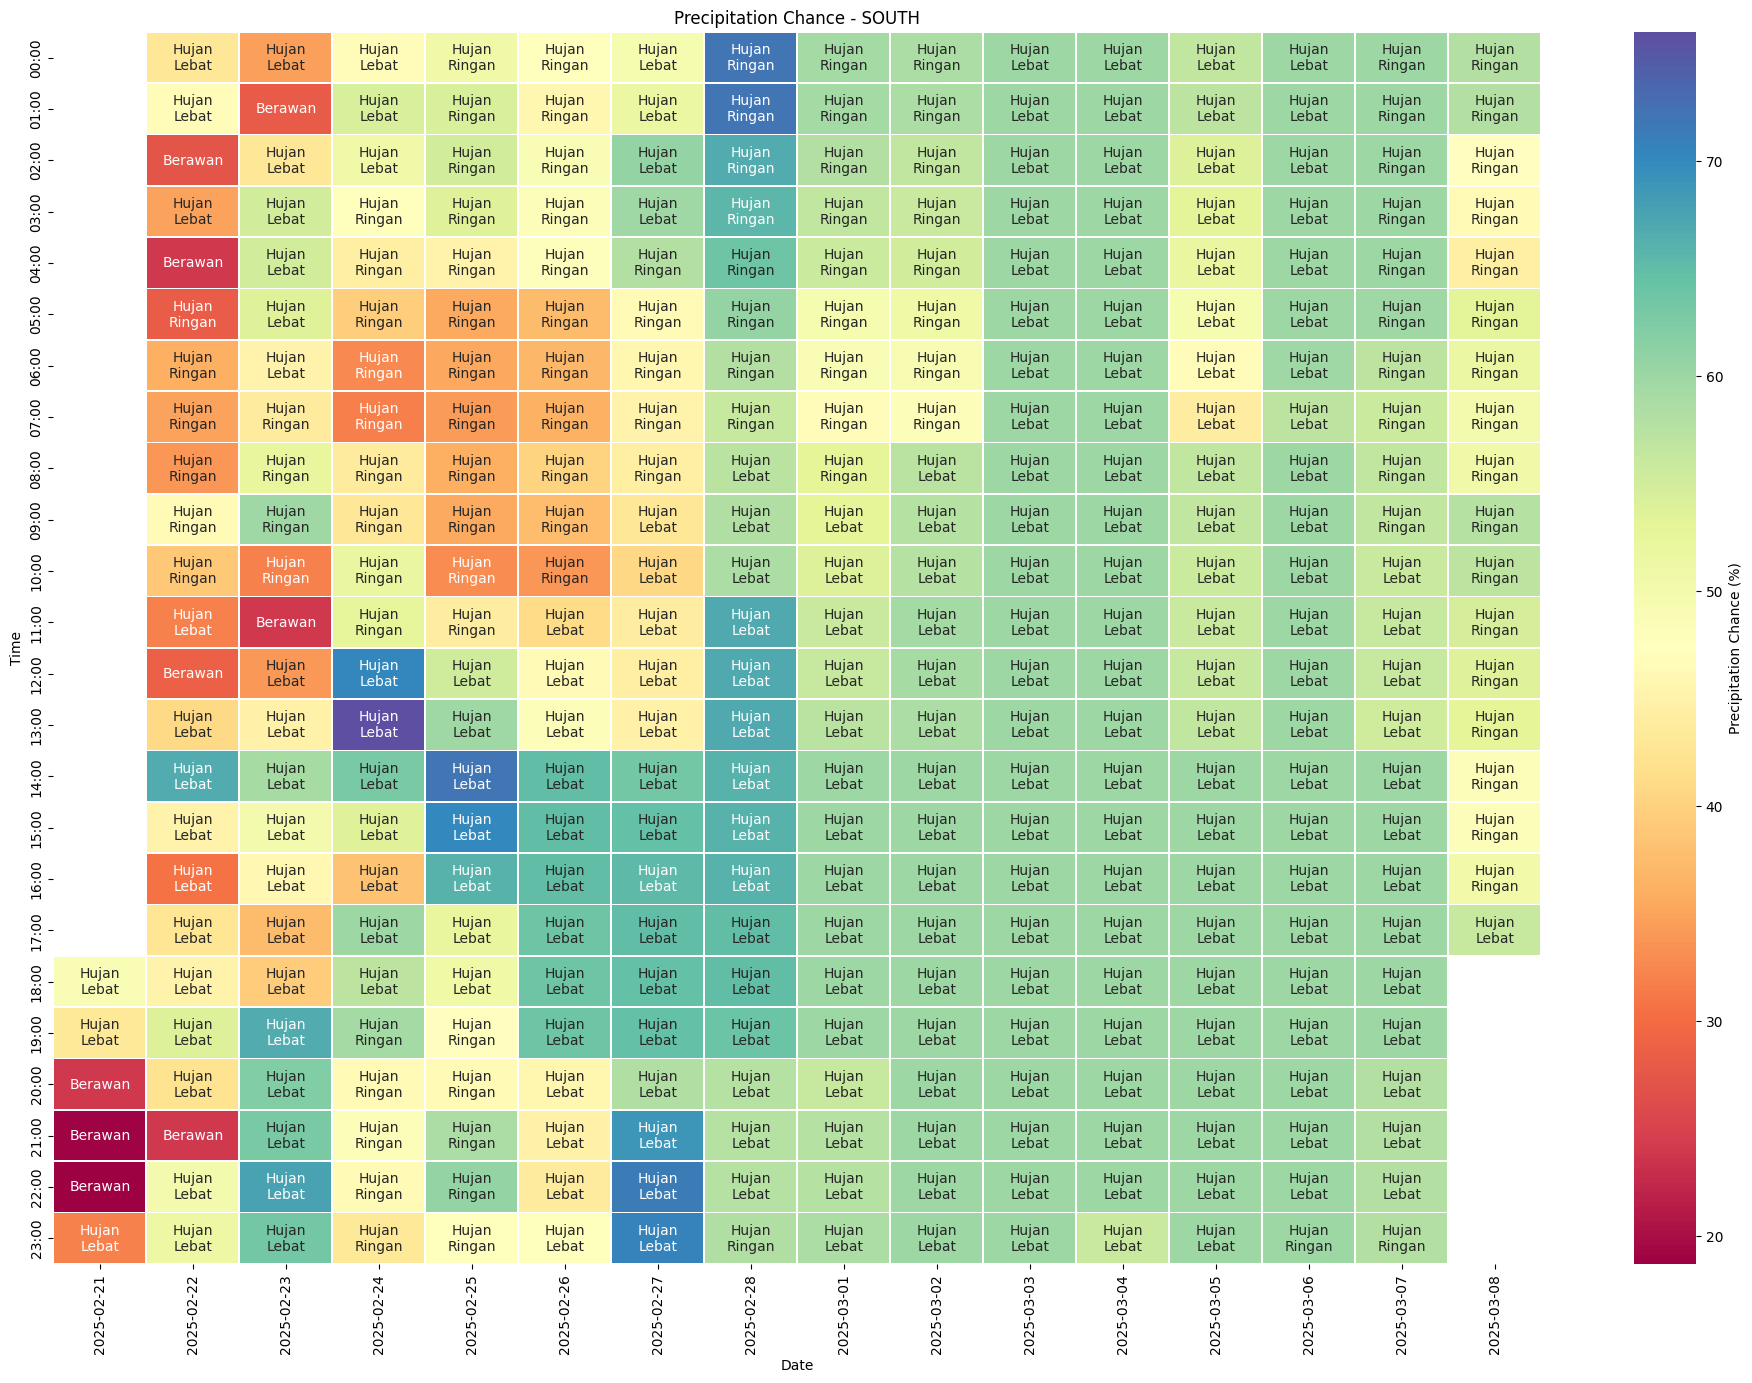 Precipitation Chance - SOUTH
00:00 Hujan Lebat Hujan Lebat Hujan Lebat Hujan Ringan Hujan Ringan Hujan Lebat Hujan Ringan Hujan Ringan Hujan Ringan Hujan Lebat Hujan Lebat Hujan Lebat Hujan Lebat Hujan Ringan Hujan Ringan
01:00 Hujan Lebat Berawan Hujan Lebat Hujan Ringan Hujan Ringan Hujan Lebat Hujan Ringan Hujan Ringan Hujan Ringan Hujan Lebat Hujan Lebat Hujan Lebat Hujan Lebat Hujan Ringan Hujan Ringan
02:00 Berawan Hujan Lebat Hujan Lebat Hujan Ringan Hujan Ringan Hujan Lebat Hujan Ringan Hujan Ringan Hujan Ringan Hujan Lebat Hujan Lebat Hujan Lebat Hujan Lebat Hujan Ringan Hujan Ringan
03:00 Hujan Lebat Hujan Lebat Hujan Ringan Hujan Ringan Hujan Ringan Hujan Lebat Hujan Ringan Hujan Ringan Hujan Ringan Hujan Lebat Hujan Lebat Hujan Lebat Hujan Lebat Hujan Ringan Hujan Ringan
04:00 Berawan Hujan Lebat Hujan Ringan Hujan Ringan Hujan Ringan Hujan Ringan Hujan Ringan Hujan Ringan Hujan Ringan Hujan Lebat Hujan Lebat Hujan Lebat Hujan Lebat Hujan Ringan Hujan Ringan
05:00 Hujan Ringan Hujan Lebat Hujan Ringan Hujan Ringan Hujan Ringan Hujan Ringan Hujan Ringan Hujan Ringan Hujan Ringan Hujan Lebat Hujan Lebat Hujan Lebat Hujan Lebat Hujan Ringan Hujan Ringan
06:00 Hujan Ringan Hujan Lebat Hujan Ringan Hujan Ringan Hujan Ringan Hujan Ringan Hujan Ringan Hujan Ringan Hujan Ringan Hujan Lebat Hujan Lebat Hujan Lebat Hujan Lebat Hujan Ringan Hujan Ringan
07:00 Hujan Ringan Hujan Ringan Hujan Ringan Hujan Ringan Hujan Ringan Hujan Ringan Hujan Ringan Hujan Ringan Hujan Ringan Hujan Lebat Hujan Lebat Hujan Lebat Hujan Lebat Hujan Ringan Hujan Ringan
08:00 Hujan Ringan Hujan Ringan Hujan Ringan Hujan Ringan Hujan Ringan Hujan Ringan Hujan Lebat Hujan Ringan Hujan Lebat Hujan Lebat Hujan Lebat Hujan Lebat Hujan Lebat Hujan Ringan Hujan Ringan
09:00 Hujan Ringan Hujan Ringan Hujan Ringan Hujan Ringan Hujan Ringan Hujan Lebat Hujan Lebat Hujan Lebat Hujan Lebat Hujan Lebat Hujan Lebat Hujan Lebat Hujan Lebat Hujan Ringan Hujan Ringan
10:00 Hujan Ringan Hujan Ringan Hujan Ringan Hujan Ringan Hujan Ringan Hujan Lebat Hujan Lebat Hujan Lebat Hujan Lebat Hujan Lebat Hujan Lebat Hujan Lebat Hujan Lebat Hujan Lebat Hujan Ringan
11:00 Hujan Lebat Berawan Hujan Ringan Hujan Ringan Hujan Lebat Hujan Lebat Hujan Lebat Hujan Lebat Hujan Lebat Hujan Lebat Hujan Lebat Hujan Lebat Hujan Lebat Hujan Lebat Hujan Ringan
12:00 Berawan Hujan Lebat Hujan Lebat Hujan Lebat Hujan Lebat Hujan Lebat Hujan Lebat Hujan Lebat Hujan Lebat Hujan Lebat Hujan Lebat Hujan Lebat Hujan Lebat Hujan Lebat Hujan Ringan
13:00 Hujan Lebat Hujan Lebat Hujan Lebat Hujan Lebat Hujan Lebat Hujan Lebat Hujan Lebat Hujan Lebat Hujan Lebat Hujan Lebat Hujan Lebat Hujan Lebat Hujan Lebat Hujan Lebat Hujan Ringan
14:00 Hujan Lebat Hujan Lebat Hujan Lebat Hujan Lebat Hujan Lebat Hujan Lebat Hujan Lebat Hujan Lebat Hujan Lebat Hujan Lebat Hujan Lebat Hujan Lebat Hujan Lebat Hujan Lebat Hujan Ringan
15:00 Hujan Lebat Hujan Lebat Hujan Lebat Hujan Lebat Hujan Lebat Hujan Lebat Hujan Lebat Hujan Lebat Hujan Lebat Hujan Lebat Hujan Lebat Hujan Lebat Hujan Lebat Hujan Lebat Hujan Ringan
16:00 Hujan Lebat Hujan Lebat Hujan Lebat Hujan Lebat Hujan Lebat Hujan Lebat Hujan Lebat Hujan Lebat Hujan Lebat Hujan Lebat Hujan Lebat Hujan Lebat Hujan Lebat Hujan Lebat Hujan Ringan
17:00 Hujan Lebat Hujan Lebat Hujan Lebat Hujan Lebat Hujan Lebat Hujan Lebat Hujan Lebat Hujan Lebat Hujan Lebat Hujan Lebat Hujan Lebat Hujan Lebat Hujan Lebat Hujan Lebat Hujan Lebat
18:00 Hujan Lebat Hujan Lebat Hujan Lebat Hujan Lebat Hujan Lebat Hujan Lebat Hujan Lebat Hujan Lebat Hujan Lebat Hujan Lebat Hujan Lebat Hujan Lebat Hujan Lebat Hujan Lebat Hujan Lebat
19:00 Hujan Lebat Hujan Lebat Hujan Lebat Hujan Ringan Hujan Ringan Hujan Lebat Hujan Lebat Hujan Lebat Hujan Lebat Hujan Lebat Hujan Lebat Hujan Lebat Hujan Lebat Hujan Lebat Hujan Lebat
20:00 Berawan Hujan Lebat Hujan Lebat Hujan Ringan Hujan Ringan Hujan Lebat Hujan Lebat Hujan Lebat Hujan Lebat Hujan Lebat Hujan Lebat Hujan Lebat Hujan Lebat Hujan Lebat Hujan Lebat
21:00 Berawan Berawan Hujan Lebat Hujan Ringan Hujan Ringan Hujan Lebat Hujan Lebat Hujan Lebat Hujan Lebat Hujan Lebat Hujan Lebat Hujan Lebat Hujan Lebat Hujan Lebat Hujan Lebat
22:00 Berawan Hujan Lebat Hujan Lebat Hujan Ringan Hujan Ringan Hujan Lebat Hujan Lebat Hujan Lebat Hujan Lebat Hujan Lebat Hujan Lebat Hujan Lebat Hujan Lebat Hujan Lebat Hujan Lebat
23:00 Hujan Lebat Hujan Lebat Hujan Lebat Hujan Ringan Hujan Ringan Hujan Lebat Hujan Lebat Hujan Ringan Hujan Lebat Hujan Lebat Hujan Lebat Hujan Lebat Hujan Lebat Hujan Ringan Hujan Ringan
Time
2025-02-21 2025-02-22 2025-02-23 2025-02-24 2025-02-25 2025-02-26 2025-02-27 2025-02-28 2025-03-01 2025-03-02 2025-03-03 2025-03-04 2025-03-05 2025-03-06 2025-03-07 2025-03-08
Date
70
60
50
40
30
20
Precipitation Chance (%)